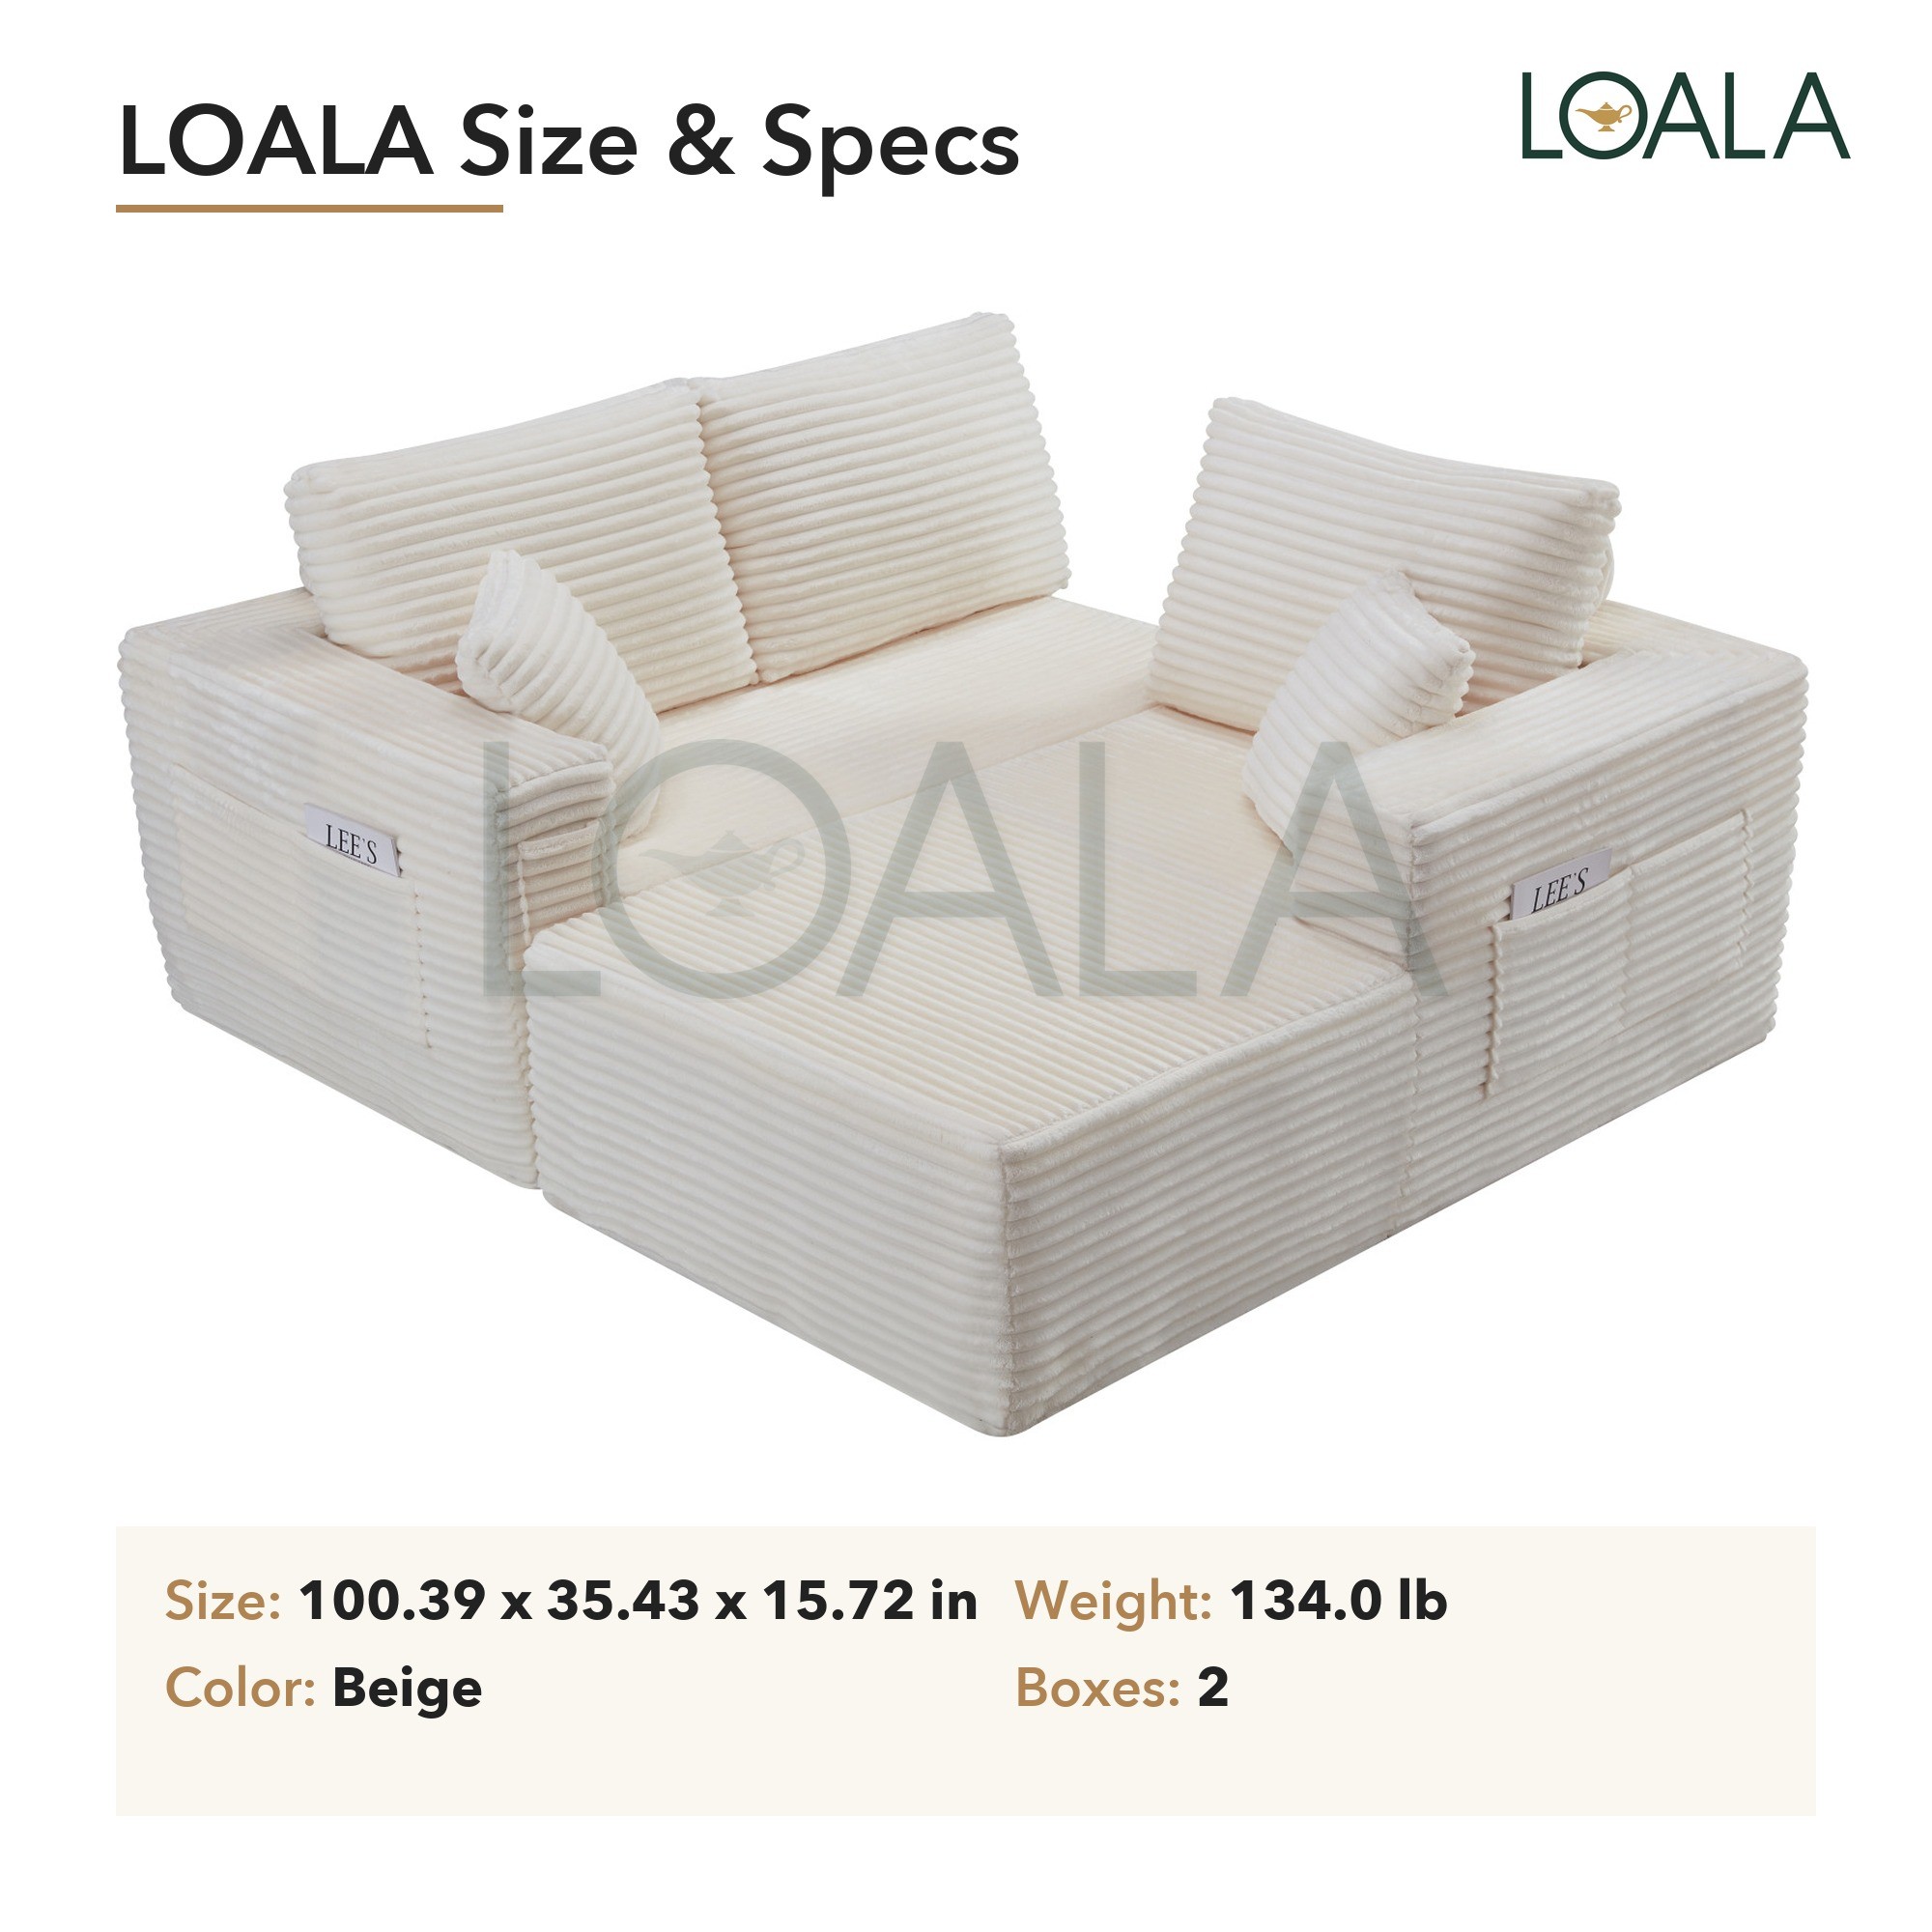 LOALA Size & Specs
LOALA
LEE'S
LOALA
LEE'S
Size: 100.39 x 35.43 x 15.72 in
Weight: 134.0 lb
Color: Beige
Boxes: 2